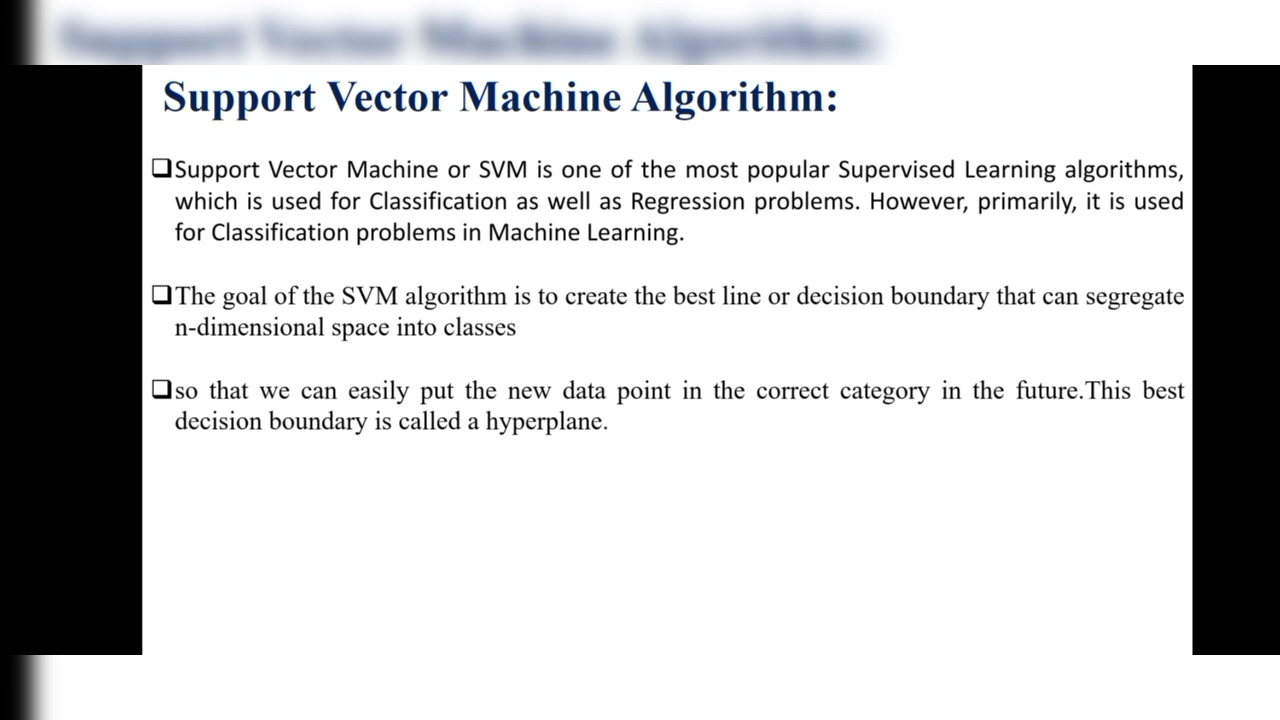 Support Vector Machine Algorithm:
Support Vector Machine Algorithm:
❑Support Vector Machine or SVM is one of the most popular Supervised Learning algorithms,
which is used for Classification as well as Regression problems. However, primarily, it is used
for Classification problems in Machine Learning.
❑The goal of the SVM algorithm is to create the best line or decision boundary that can segregate
n-dimensional space into classes
❑so that we can easily put the new data point in the correct category in the future.This best
decision boundary is called a hyperplane.